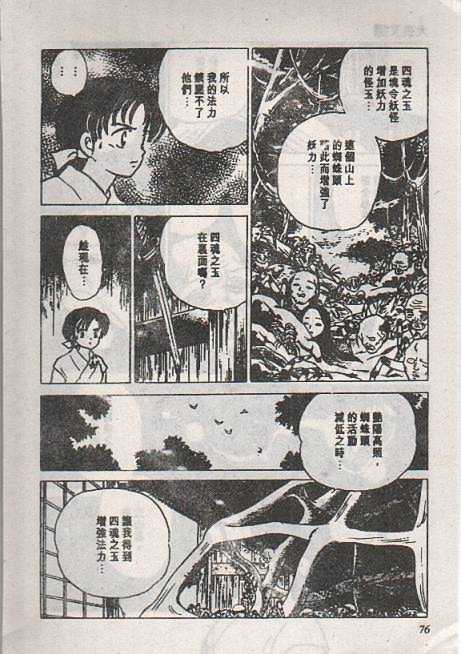 四魂之玉
是塊令妖怪
增加妖力
的怪玉…
這個山上
的蜘蛛頭
因此而增強了
妖力…
所以
我的法力
鎮壓不了
他們…
……
四魂之玉
在裏面嗎？
趁現在…
艷陽高照，
蜘蛛頭
的活動
減低之時…
讓我得到
四魂之玉
增強法力…
76